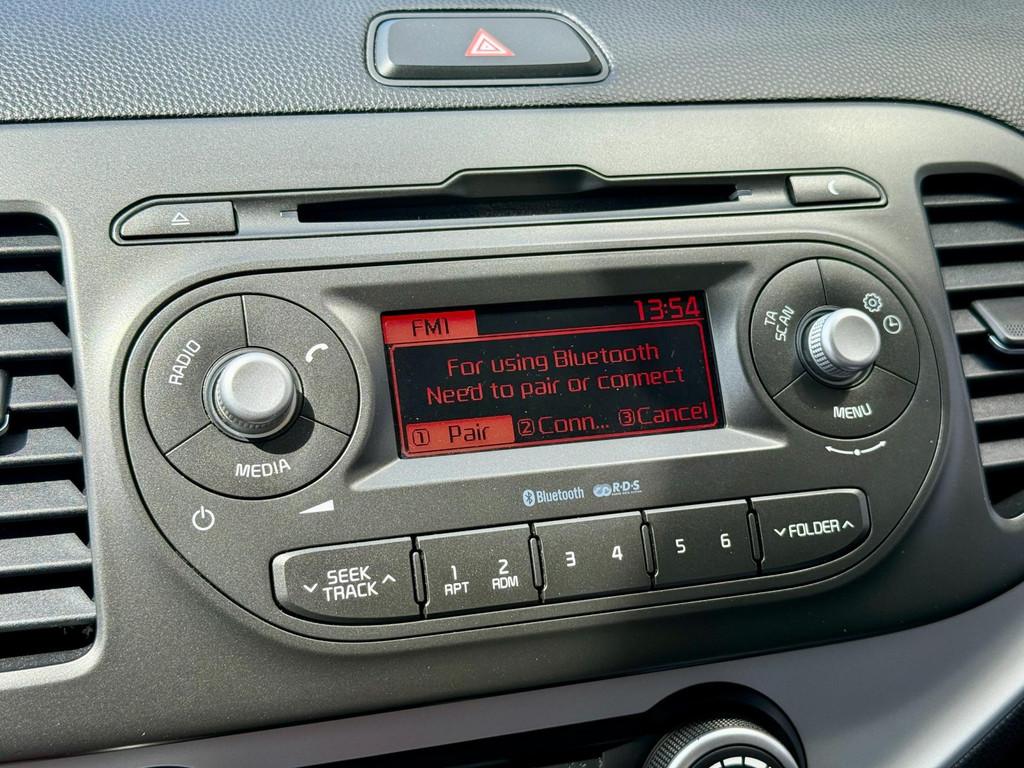 FM1 13:54
For using Bluetooth
Need to pair or connect
① Pair ②Conn... ③Cancel
RADIO
MEDIA
TA
SCAN
MENU
Bluetooth R·D·S
SEEK
TRACK
1
RPT
2
RDM
3 4
5 6
FOLDER